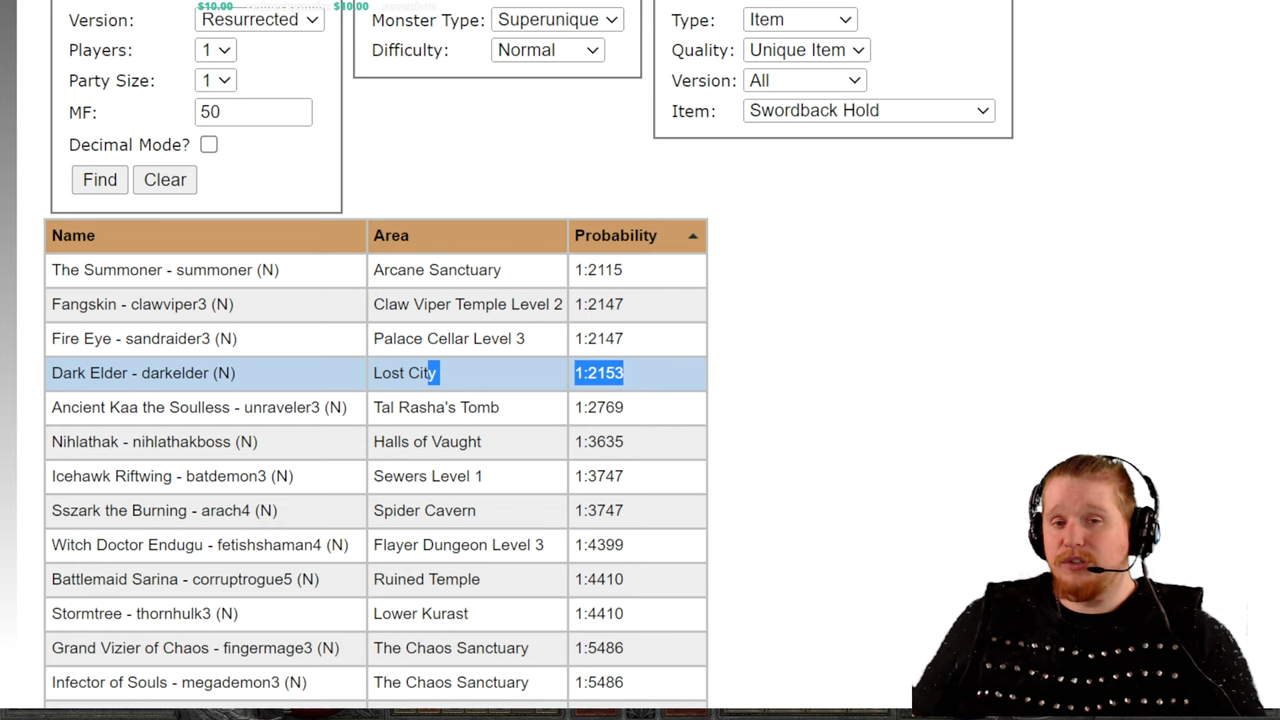 $10.00 $10.00
Version: Resurrected
Players: 1
Party Size: 1
MF: 50
Decimal Mode?
Find Clear
Monster Type: Superunique
Difficulty: Normal
Type: Item
Quality: Unique Item
Version: All
Item: Swordback Hold
Name Area Probability
The Summoner - summoner (N) Arcane Sanctuary 1:2115
Fangskin - clawviper3 (N) Claw Viper Temple Level 2 1:2147
Fire Eye - sandraider3 (N) Palace Cellar Level 3 1:2147
Dark Elder - darkelder (N) Lost City 1:2153
Ancient Kaa the Soulless - unraveler3 (N) Tal Rasha's Tomb 1:2769
Nihlathak - nihlathakboss (N) Halls of Vaught 1:3635
Icehawk Riftwing - batdemon3 (N) Sewers Level 1 1:3747
Sszark the Burning - arach4 (N) Spider Cavern 1:3747
Witch Doctor Endugu - fetishshaman4 (N) Flayer Dungeon Level 3 1:4399
Battlemaid Sarina - corruptrogue5 (N) Ruined Temple 1:4410
Stormtree - thornhulk3 (N) Lower Kurast 1:4410
Grand Vizier of Chaos - fingermage3 (N) The Chaos Sanctuary 1:5486
Infector of Souls - megademon3 (N) The Chaos Sanctuary 1:5486